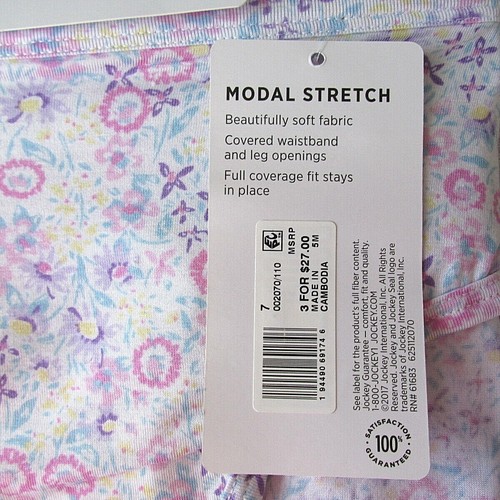 MODAL STRETCH
Beautifully soft fabric
Covered waistband
and leg openings
Full coverage fit stays
in place
7
002070/110
MSRP
3 FOR $27.00
MADE IN 5M
CAMBODIA
1 94490 69174 6
See label for the product's full fiber content.
Jockey Guarantee – comfort, fit and quality.
1-800-JOCKEY1 JOCKEY.COM
©2017 Jockey International, Inc. All Rights
Reserved. Jockey and Jockey Seal logo are
trademarks of Jockey International, Inc.
RN# 61683 625112070
SATISFACTION
100%
GUARANTEED